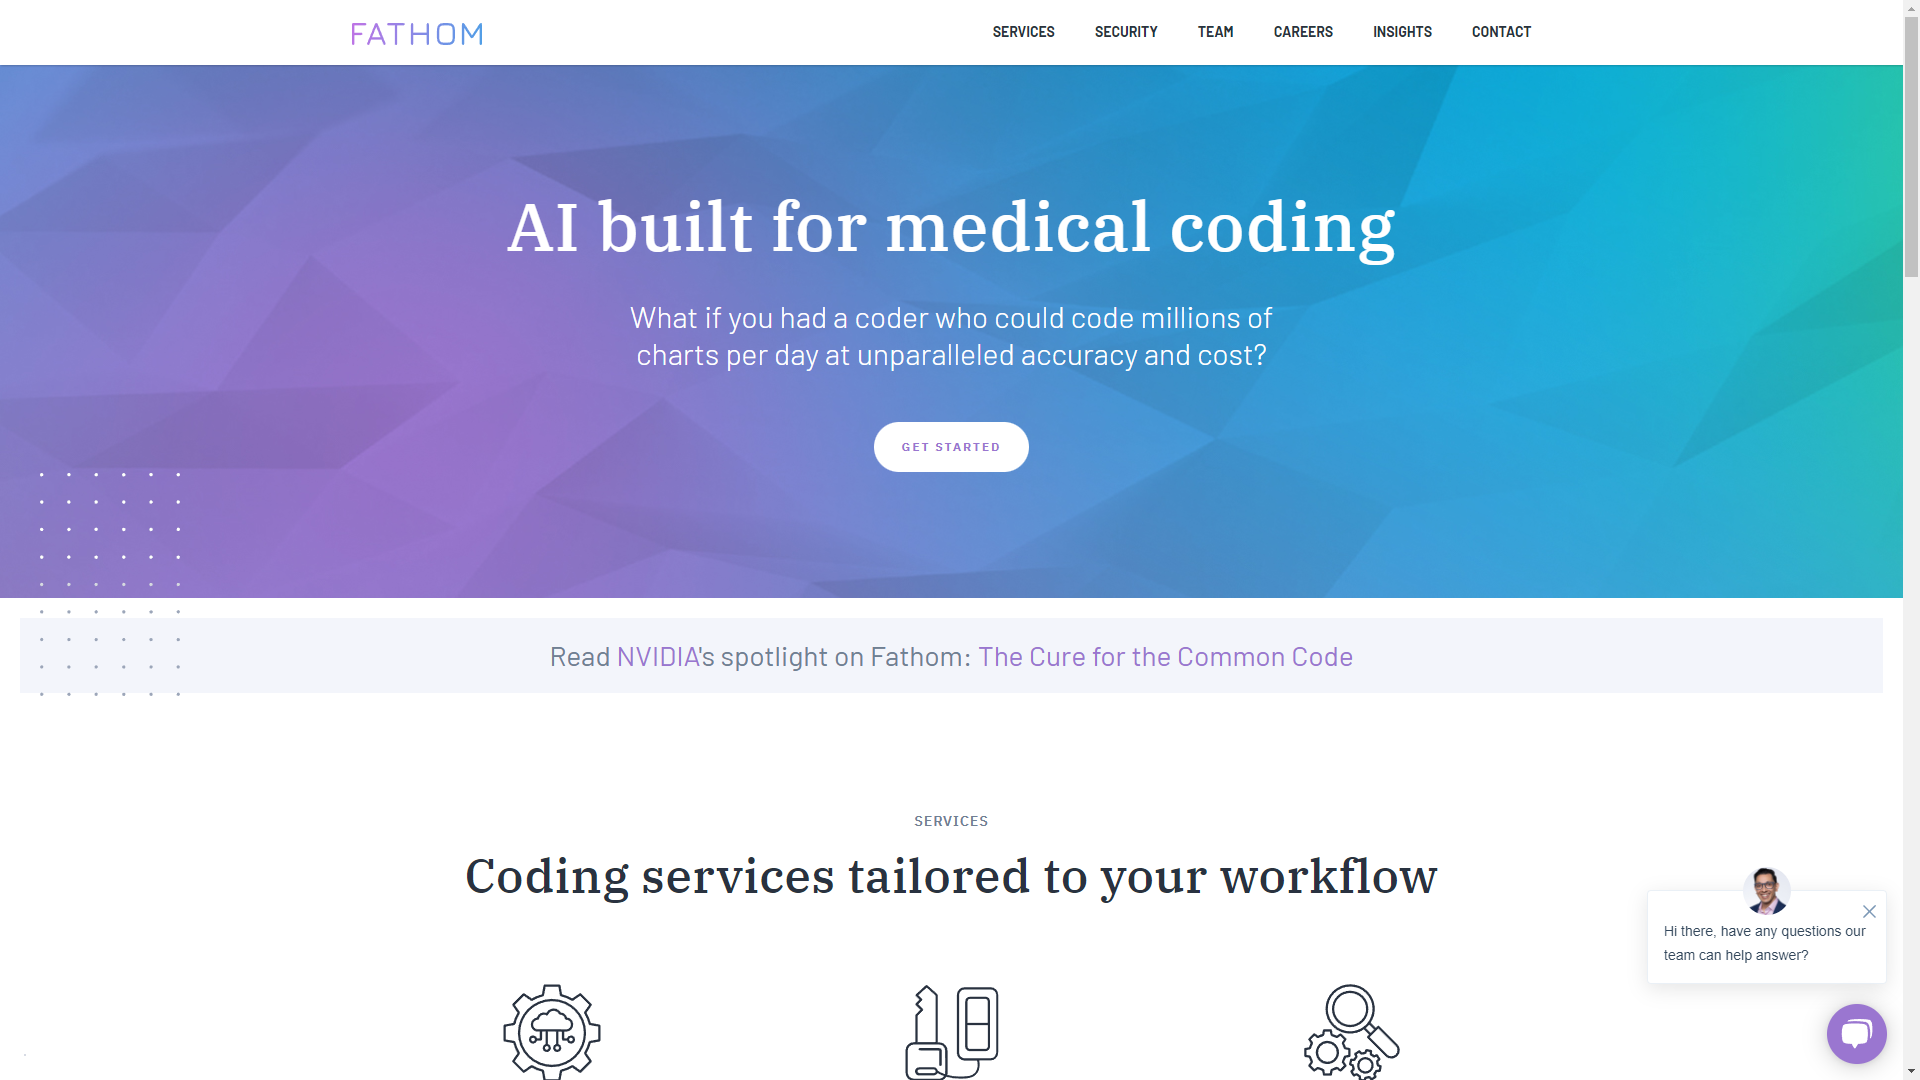 FATHOM
SERVICES
SECURITY
TEAM
CAREERS
INSIGHTS
CONTACT
AI built for medical coding
What if you had a coder who could code millions of
charts per day at unparalleled accuracy and cost?
GET STARTED
Read NVIDIA's spotlight on Fathom: The Cure for the Common Code
SERVICES
Coding services tailored to your workflow
Hi there, have any questions our
team can help answer?